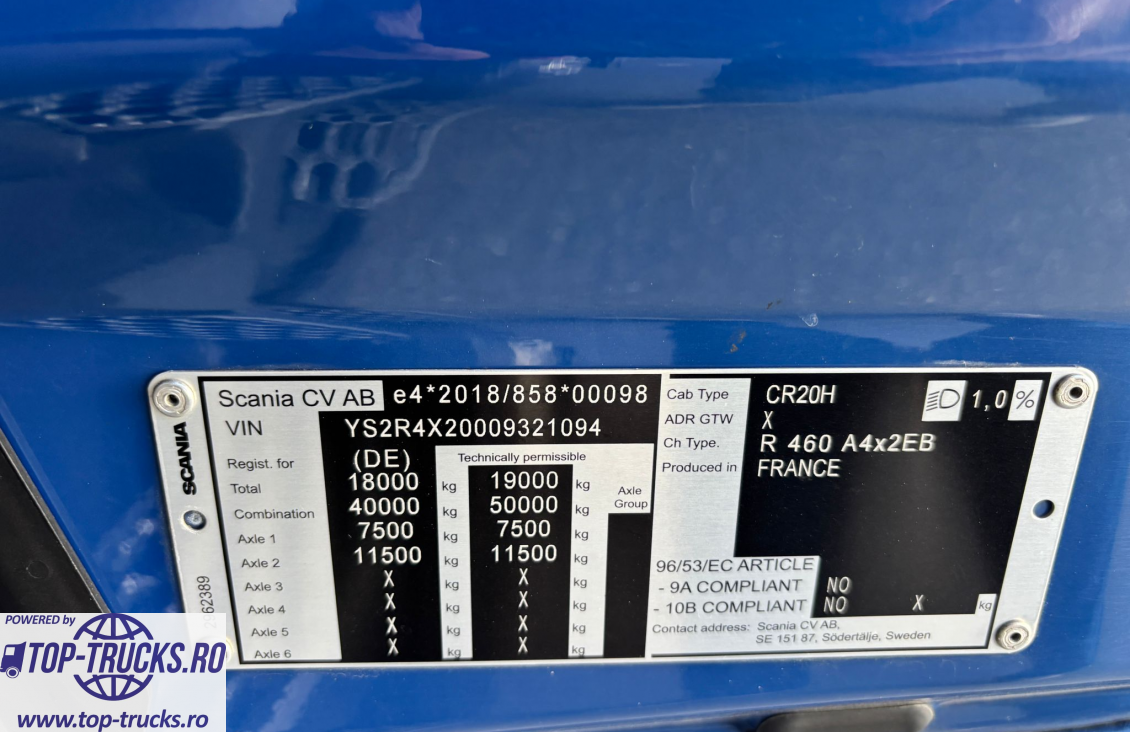 Scania CV AB e4*2018/858*00098
VIN YS2R4X20009321094
Regist. for (DE) Technically permissible
Total 18000 kg 19000 kg Axle Group
Combination 40000 kg 50000 kg
Axle 1 7500 kg 7500 kg
Axle 2 11500 kg 11500 kg
Axle 3 X kg X kg
Axle 4 X kg X kg
Axle 5 X kg X kg
Axle 6 X kg X kg
Cab Type CR20H 1,0 %
ADR GTW X
Ch Type. R 460 A4x2EB
Produced in FRANCE
96/53/EC ARTICLE
- 9A COMPLIANT NO
- 10B COMPLIANT NO X kg
Contact address: Scania CV AB,
SE 151 87, Södertälje, Sweden
SCANIA
2862389
POWERED by
TOP-TRUCKS.RO
www.top-trucks.ro